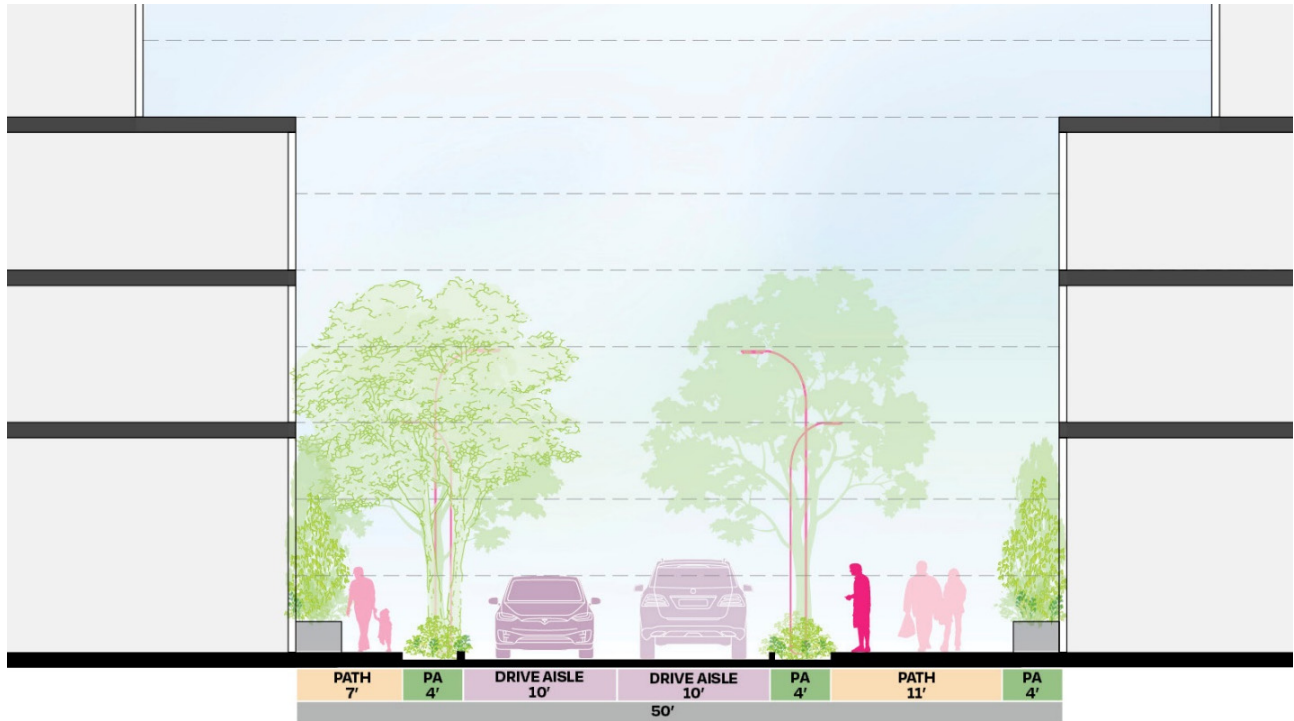 PATH
7'
PA
4'
DRIVE AISLE
10'
DRIVE AISLE
10'
PA
4'
PATH
11'
PA
4'
50'